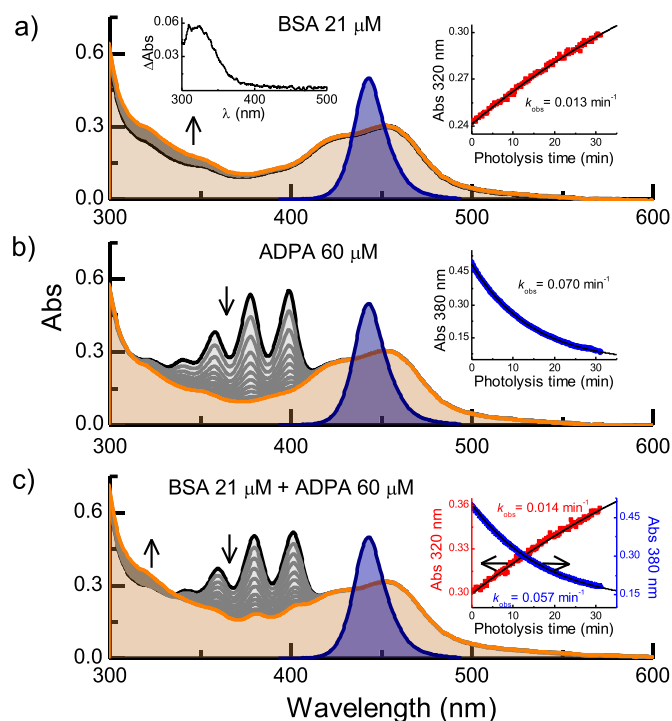 a)
BSA 21 μM
0.6
0.3
0.0
300
400
500
600
ΔAbs
0.06
0.03
0.00
300
400
500
λ (nm)
Abs 320 nm
0.30
0.27
0.24
kobs= 0.013 min-1
0
10
20
30
Photolysis time (min)
b)
ADPA 60 μM
Abs
0.6
0.3
0.0
300
400
500
600
Abs 380 nm
0.45
0.30
0.15
kobs= 0.070 min-1
0
10
20
30
Photolysis time (min)
c)
BSA 21 μM + ADPA 60 μM
0.6
0.3
0.0
300
400
500
600
Abs 320 nm
0.36
0.33
0.30
kobs= 0.014 min-1
kobs= 0.057 min-1
0.45
0.30
0.15
Abs 380 nm
0
10
20
30
Photolysis time (min)
Wavelength (nm)